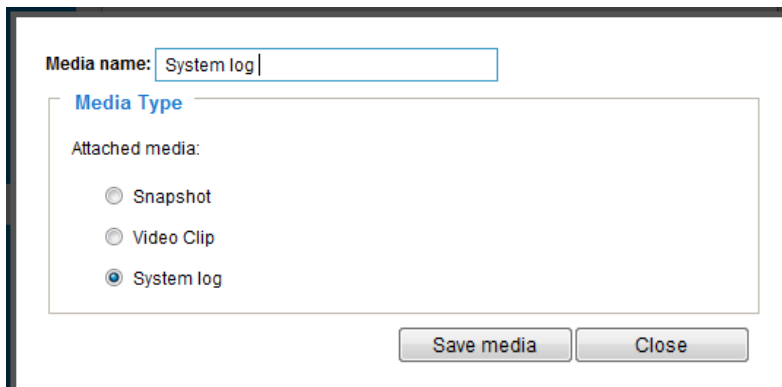 Media name: System log
Media Type
Attached media:
Snapshot
Video Clip
System log
Save media Close